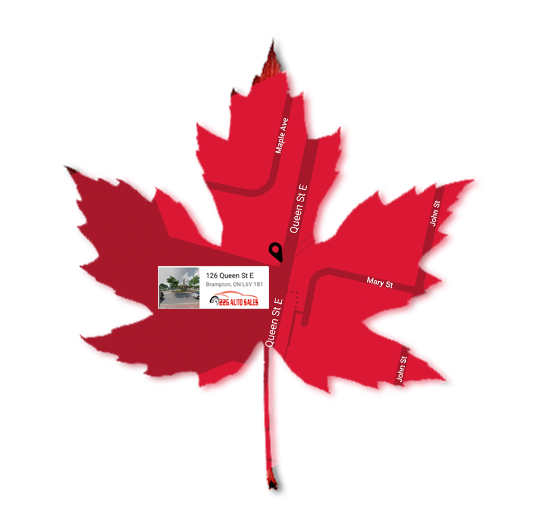 Maple Ave
Queen St E
John St
126 Queen St E
Brampton, ON L6V 1B1
Mary St
AUTO SALES
Queen St E
John St